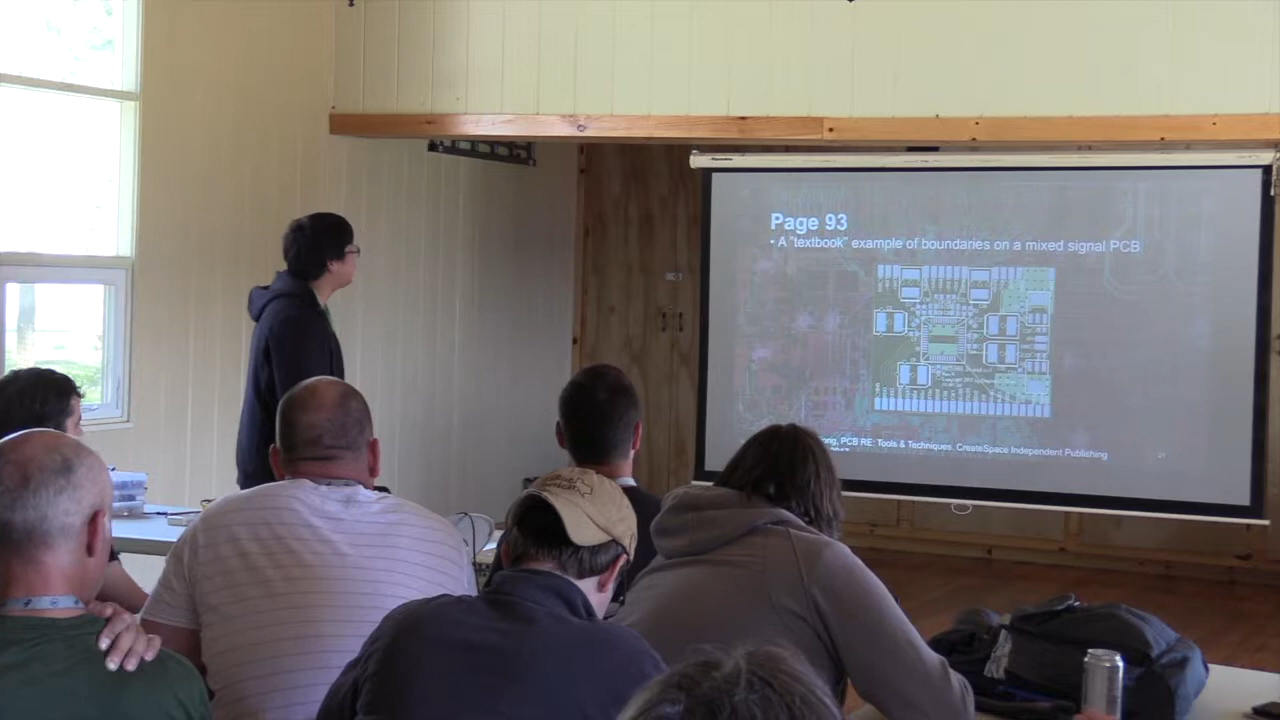 Page 93
• A "textbook" example of boundaries on a mixed signal PCB
PCB RE: Tools & Techniques. CreateSpace Independent Publishing